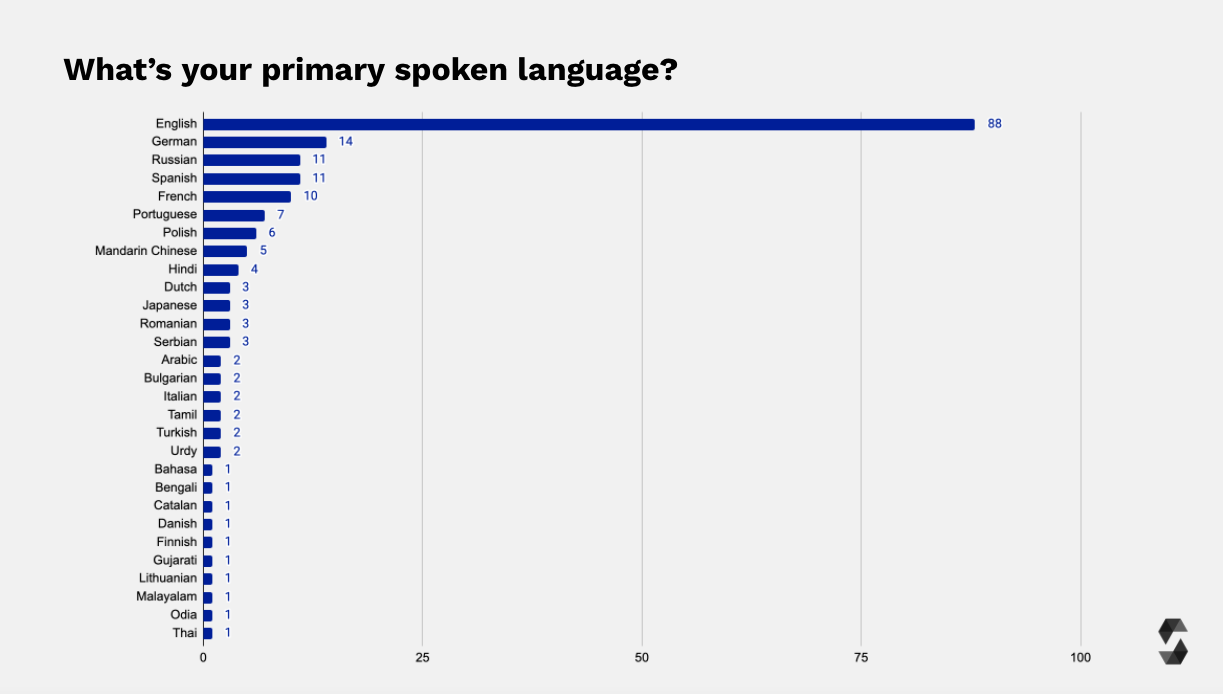 What's your primary spoken language?
English 88
German 14
Russian 11
Spanish 11
French 10
Portuguese 7
Polish 6
Mandarin Chinese 5
Hindi 4
Dutch 3
Japanese 3
Romanian 3
Serbian 3
Arabic 2
Bulgarian 2
Italian 2
Tamil 2
Turkish 2
Urdy 2
Bahasa 1
Bengali 1
Catalan 1
Danish 1
Finnish 1
Gujarati 1
Lithuanian 1
Malayalam 1
Odia 1
Thai 1
0 25 50 75 100